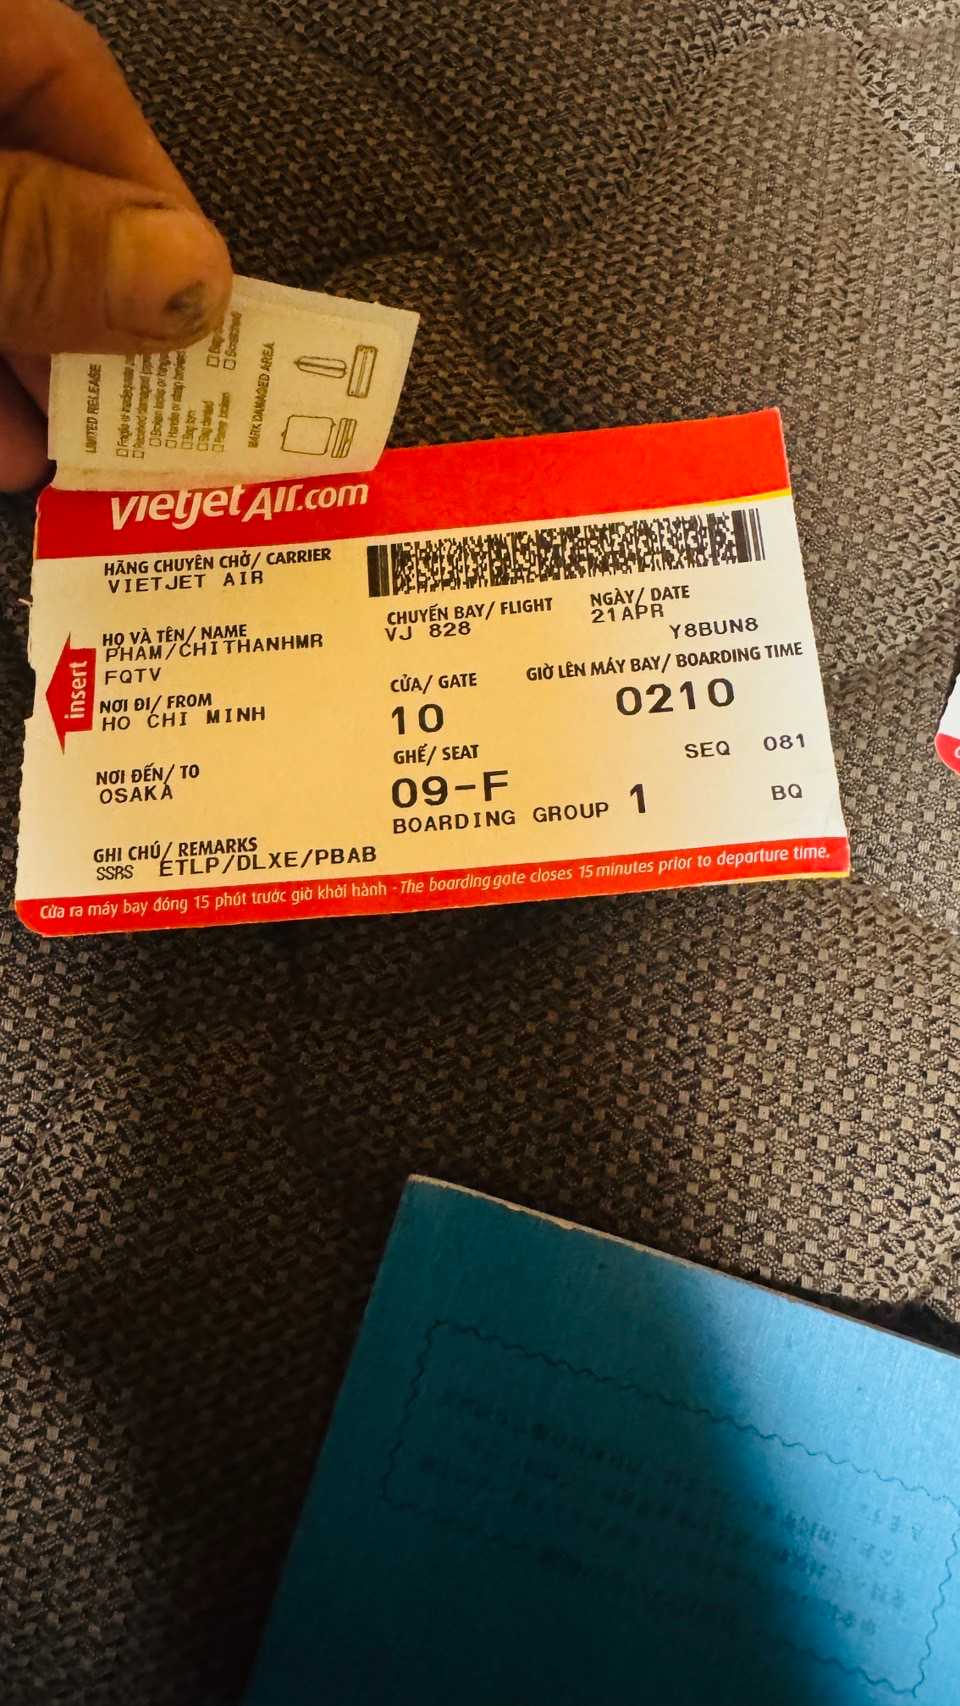 LIMITED RELEASE
MARK DAMAGED AREA
vietjet Air.com
HÃNG CHUYÊN CHỞ/ CARRIER
VIETJET AIR
HỌ VÀ TÊN/ NAME
PHAM/CHITHANHMR
FQTV
NƠI ĐI/ FROM
HO CHI MINH
NƠI ĐẾN/ TO
OSAKA
GHI CHÚ/ REMARKS
SSRS ETLP/DLXE/PBAB
insert
CHUYẾN BAY/ FLIGHT
VJ 828
NGÀY/ DATE
21APR
Y8BUN8
CỬA/ GATE
10
GIỜ LÊN MÁY BAY/ BOARDING TIME
0210
GHẾ/ SEAT
09-F
SEQ 081
BOARDING GROUP 1
BQ
Cửa ra máy bay đóng 15 phút trước giờ khởi hành - The boarding gate closes 15 minutes prior to departure time.